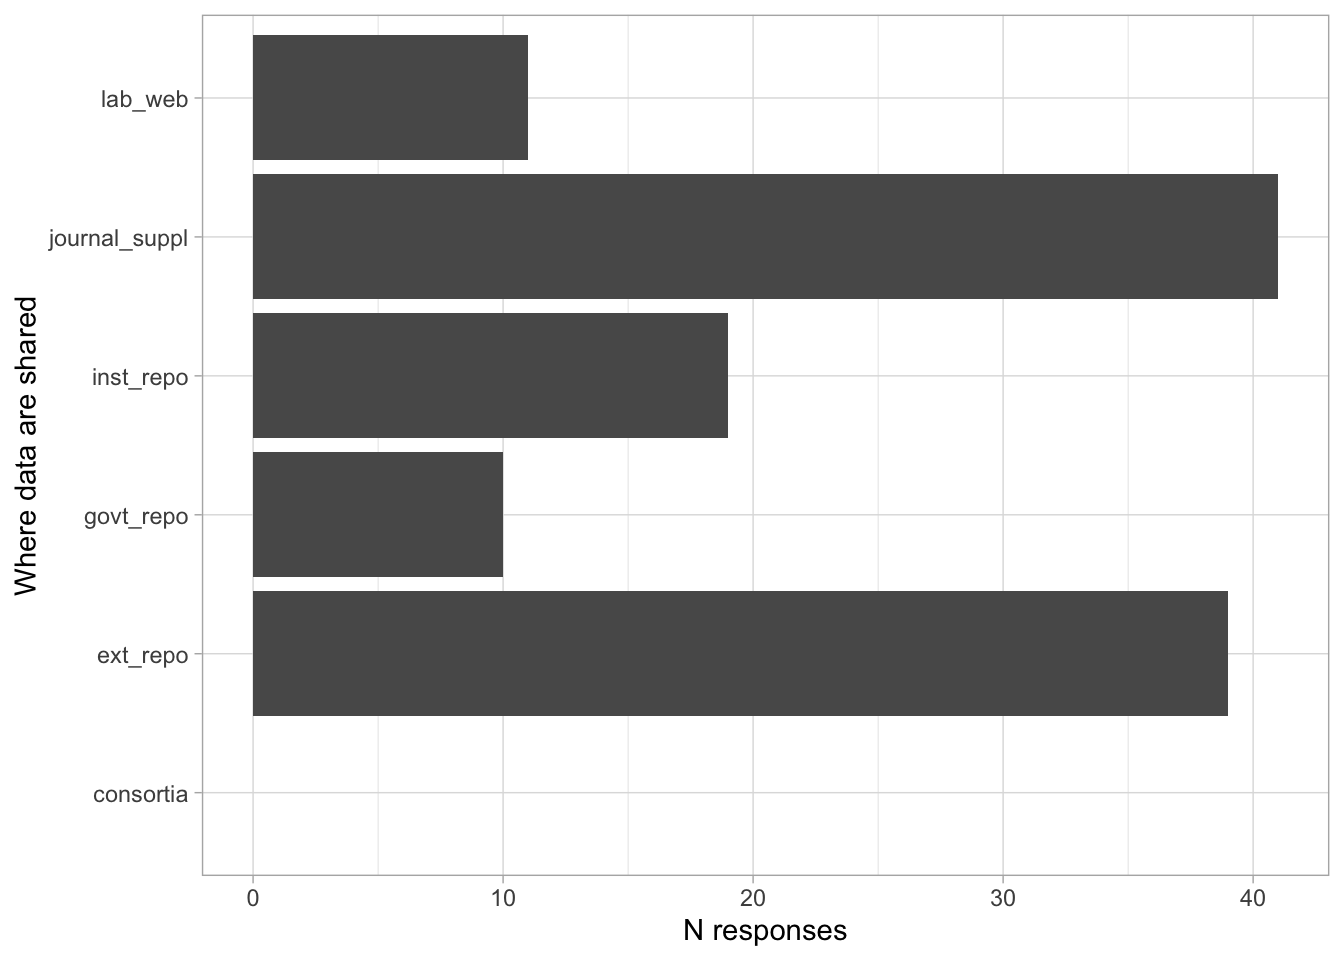 Where data are shared
lab_web
journal_suppl
inst_repo
govt_repo
ext_repo
consortia
0 10 20 30 40
N responses